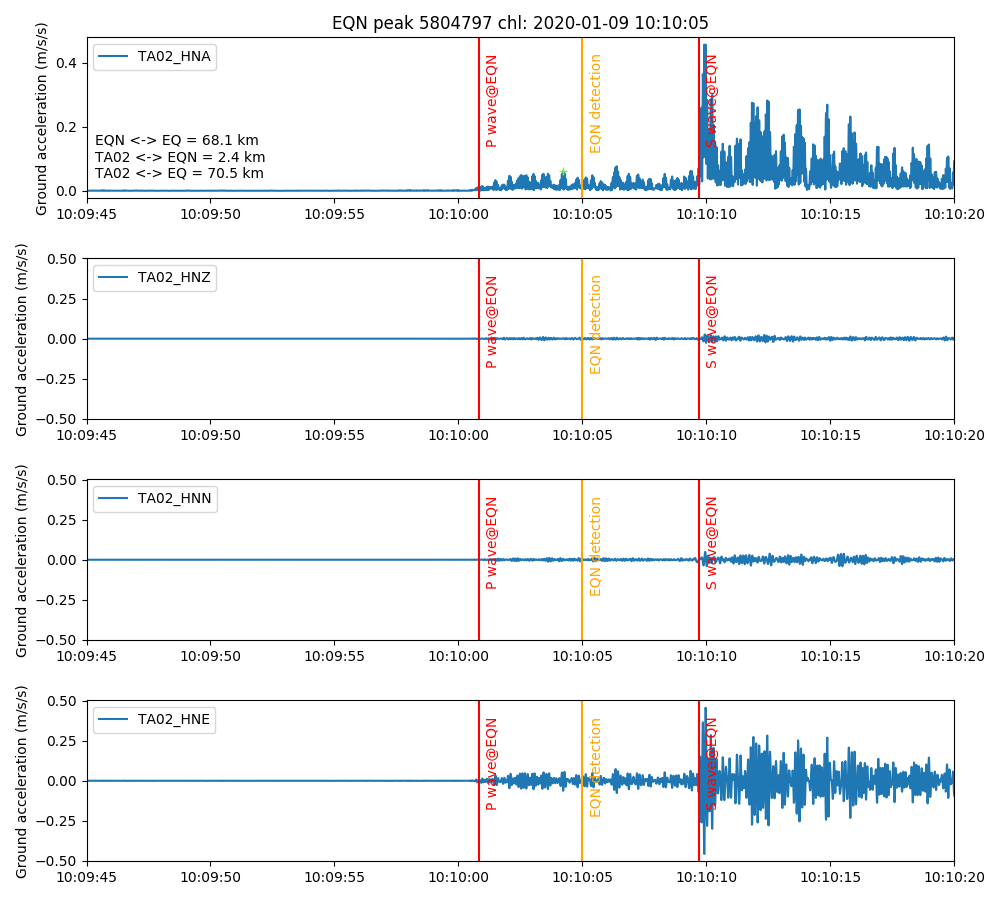 EQN peak 5804797 chl: 2020-01-09 10:10:05
Ground acceleration (m/s/s)
0.4
0.2
0.0
TA02_HNA
EQN <-> EQ = 68.1 km
TA02 <-> EQN = 2.4 km
TA02 <-> EQ = 70.5 km
P wave@EQN
EQN detection
S wave@EQN
10:09:45 10:09:50 10:09:55 10:10:00 10:10:05 10:10:10 10:10:15 10:10:20
Ground acceleration (m/s/s)
0.50
0.25
0.00
−0.25
−0.50
TA02_HNZ
P wave@EQN
EQN detection
S wave@EQN
10:09:45 10:09:50 10:09:55 10:10:00 10:10:05 10:10:10 10:10:15 10:10:20
Ground acceleration (m/s/s)
0.50
0.25
0.00
−0.25
−0.50
TA02_HNN
P wave@EQN
EQN detection
S wave@EQN
10:09:45 10:09:50 10:09:55 10:10:00 10:10:05 10:10:10 10:10:15 10:10:20
Ground acceleration (m/s/s)
0.50
0.25
0.00
−0.25
−0.50
TA02_HNE
P wave@EQN
EQN detection
S wave@EQN
10:09:45 10:09:50 10:09:55 10:10:00 10:10:05 10:10:10 10:10:15 10:10:20